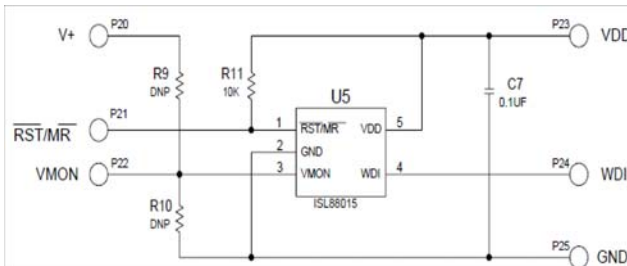 V+
P20
P23
VDD
R9
DNP
R11
10K
U5
C7
0.1UF
P21
RST/MR
1
RST/MR
VDD
5
2
GND
P22
VMON
3
VMON
WDI
4
P24
WDI
ISL88015
R10
DNP
P25
GND